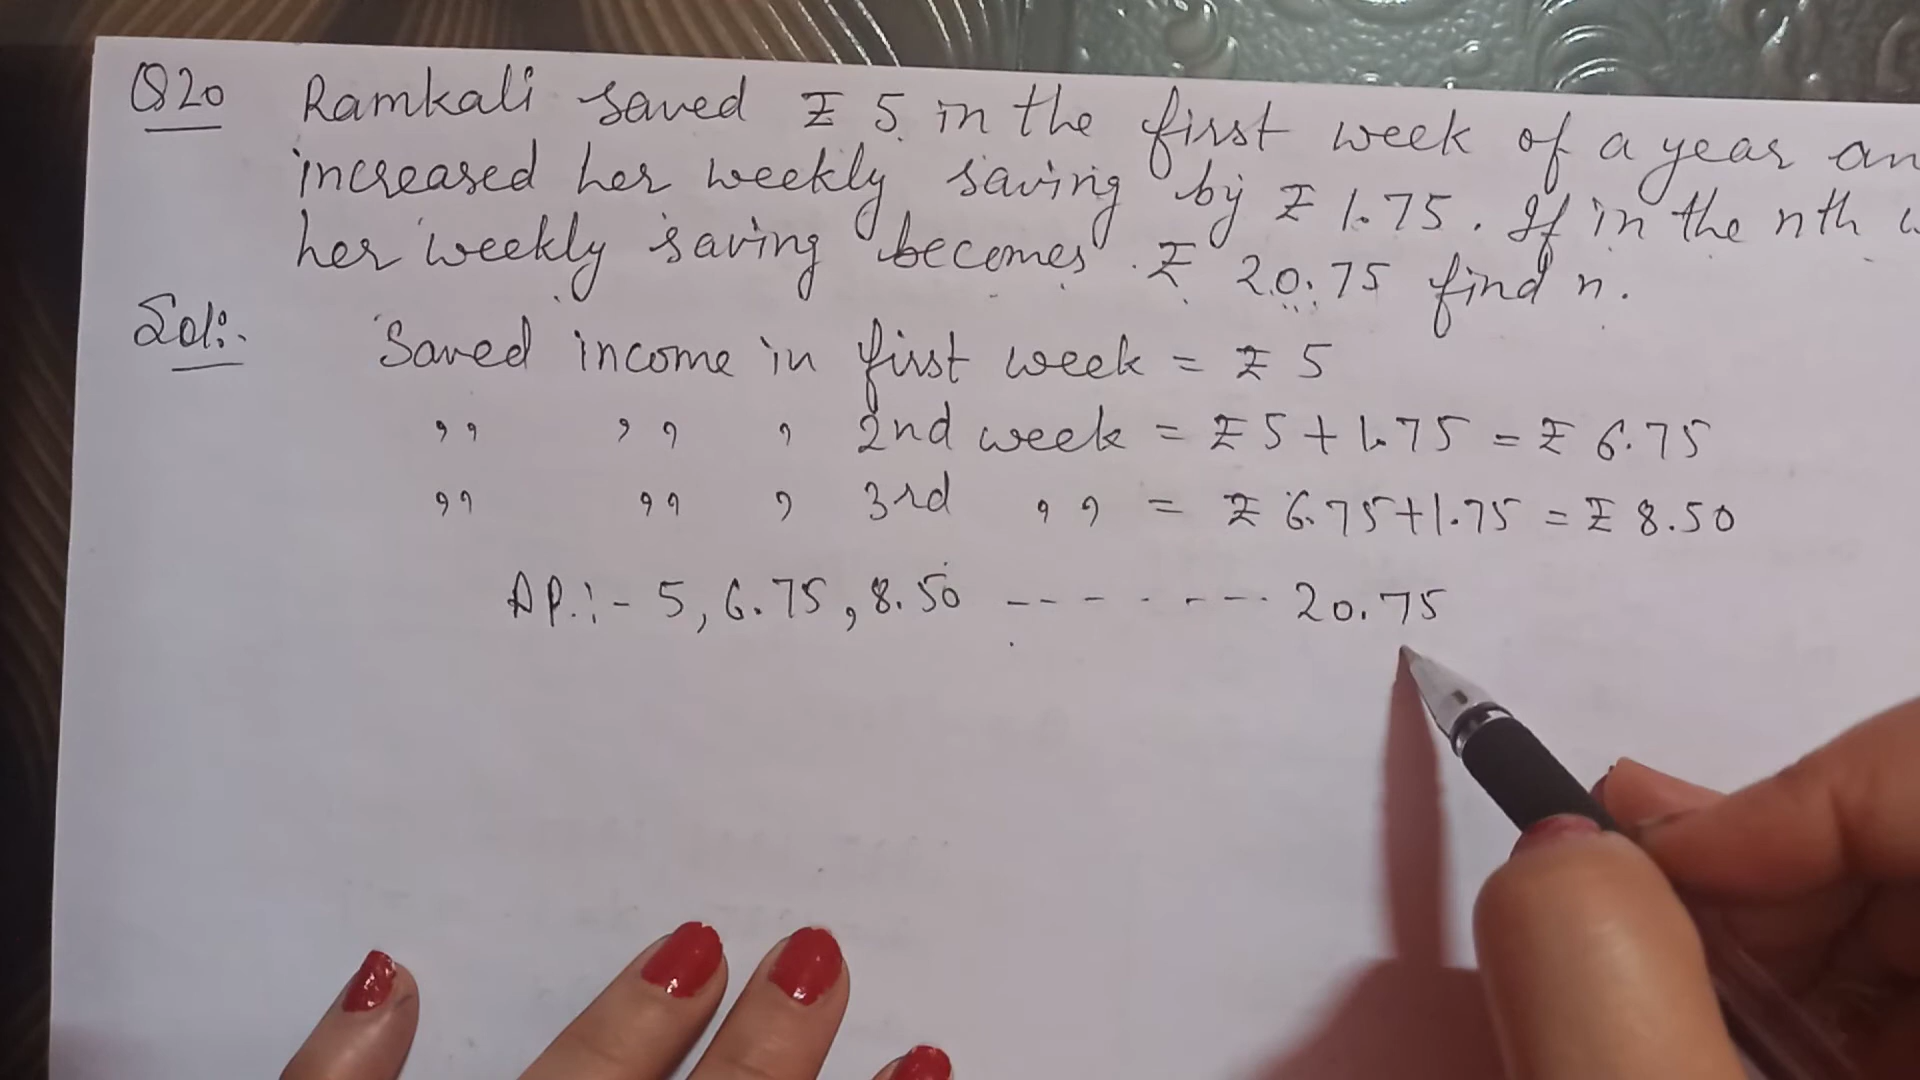 Q20 Ramkali saved ₹ 5 in the first week of a year an
increased her weekly saving by ₹ 1.75. If in the nth w
her weekly saving becomes ₹ 20.75 find n.
Sol:- Saved income in first week = ₹ 5
,, ,, , 2nd week = ₹ 5 + 1.75 = ₹ 6.75
,, ,, , 3rd ,, = ₹ 6.75 + 1.75 = ₹ 8.50
AP.:- 5, 6.75, 8.50 - - - - - - - 20.75